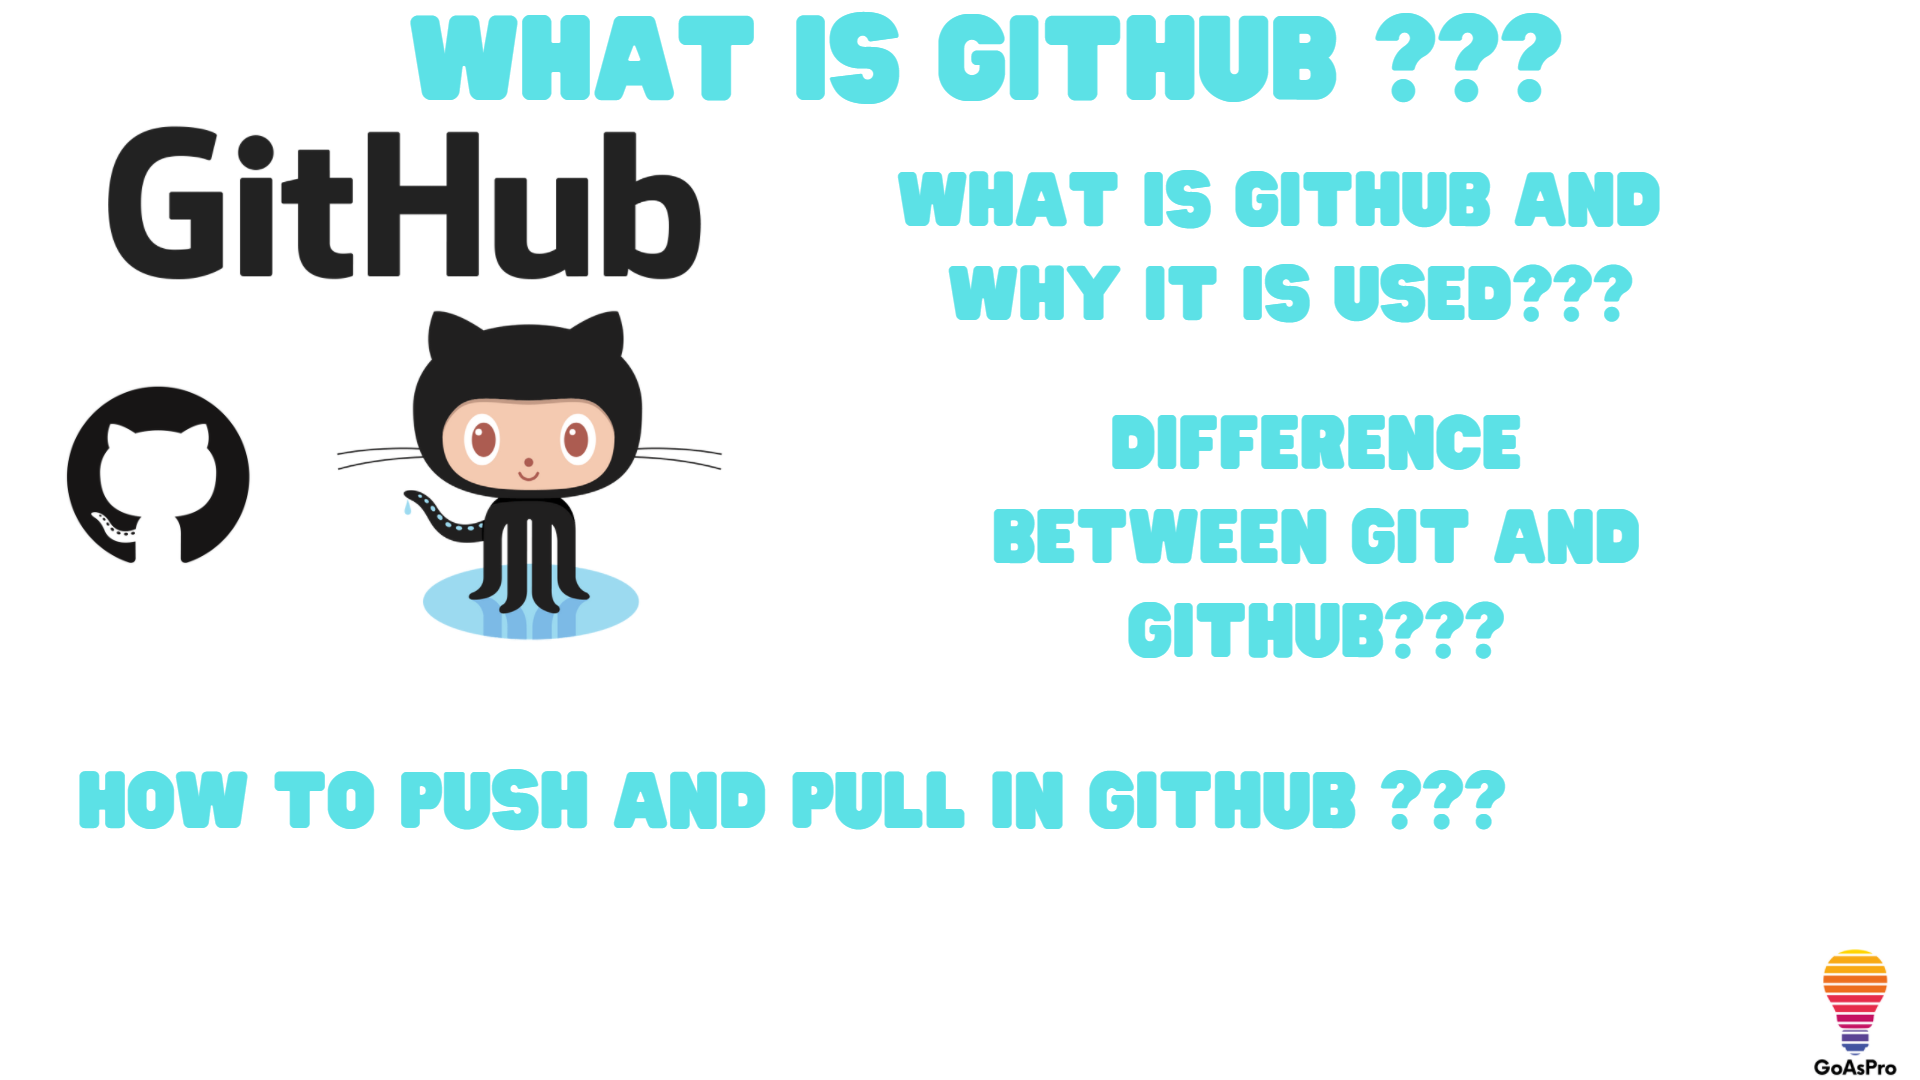 WHAT IS GITHUB ???
GitHub
WHAT IS GITHUB AND
WHY IT IS USED???
DIFFERENCE
BETWEEN GIT AND
GITHUB???
HOW TO PUSH AND PULL IN GITHUB ???
GoAsPro